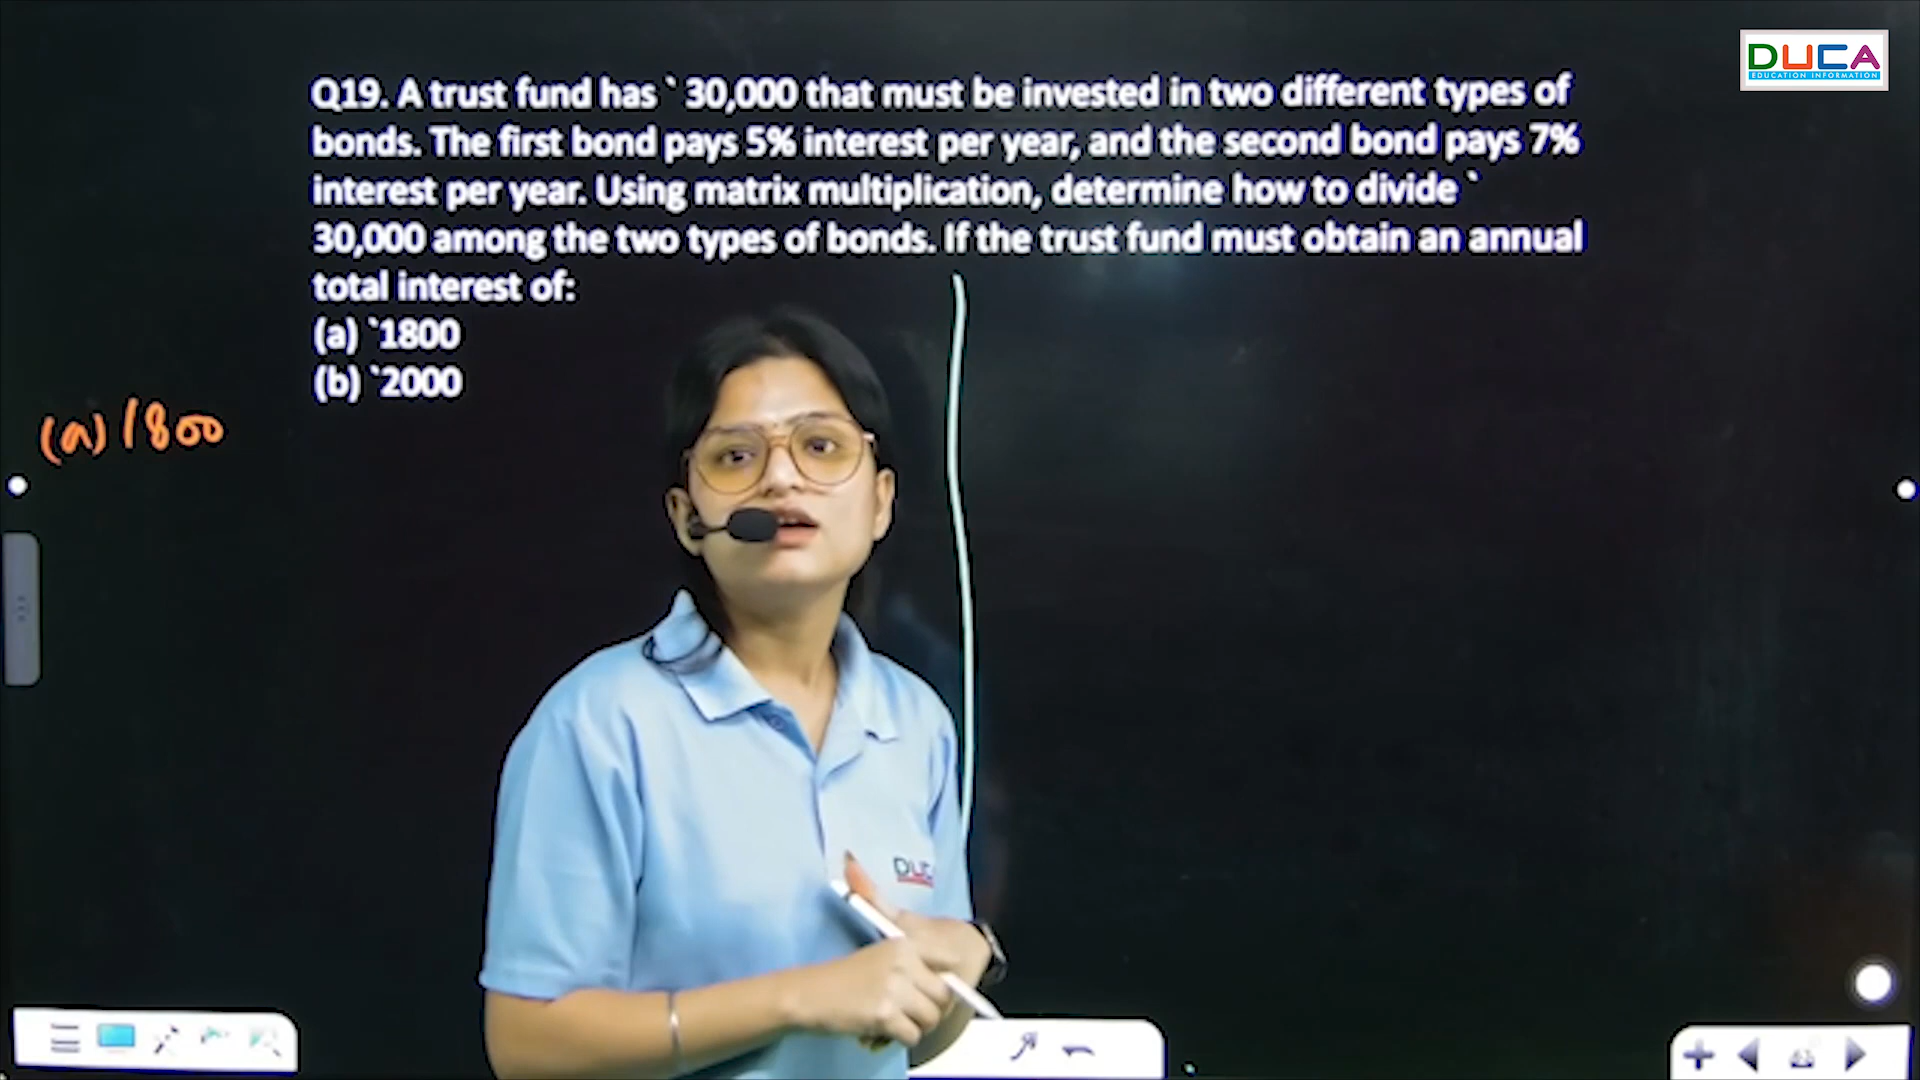 DUCA
EDUCATION INFORMATION
Q19. A trust fund has ` 30,000 that must be invested in two different types of
bonds. The first bond pays 5% interest per year, and the second bond pays 7%
interest per year. Using matrix multiplication, determine how to divide `
30,000 among the two types of bonds. If the trust fund must obtain an annual
total interest of:
(a) `1800
(b) `2000
(a) 1800
DUCA